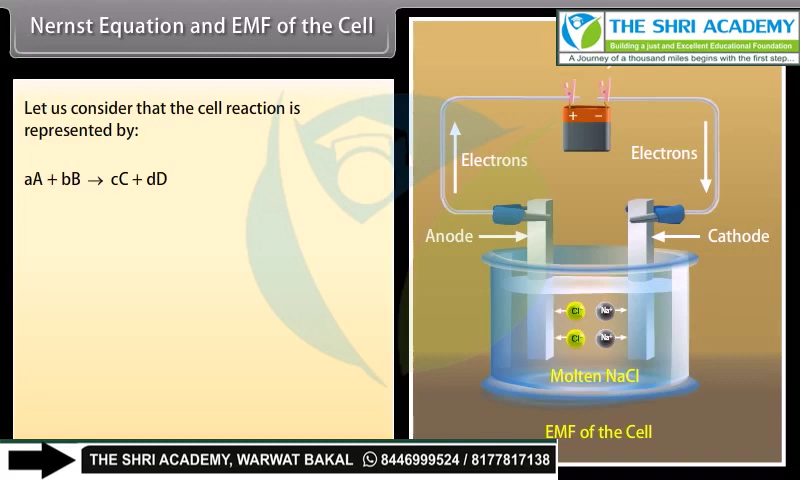 Nernst Equation and EMF of the Cell
THE SHRI ACADEMY
Building a just and Excellent Educational Foundation
A Journey of a thousand miles begins with the first step...
Let us consider that the cell reaction is
represented by:
aA + bB → cC + dD
+ −
Electrons
Electrons
Anode
Cathode
Cl⁻ Na⁺
Cl⁻ Na⁺
Molten NaCl
EMF of the Cell
THE SHRI ACADEMY, WARWAT BAKAL 8446999524 / 8177817138